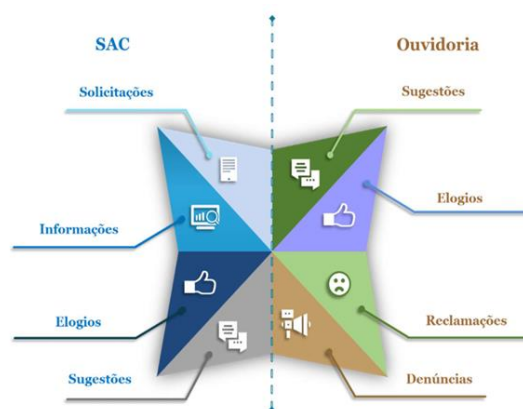 SAC
Ouvidoria
Solicitações
Sugestões
Informações
Elogios
Elogios
Reclamações
Sugestões
Denúncias